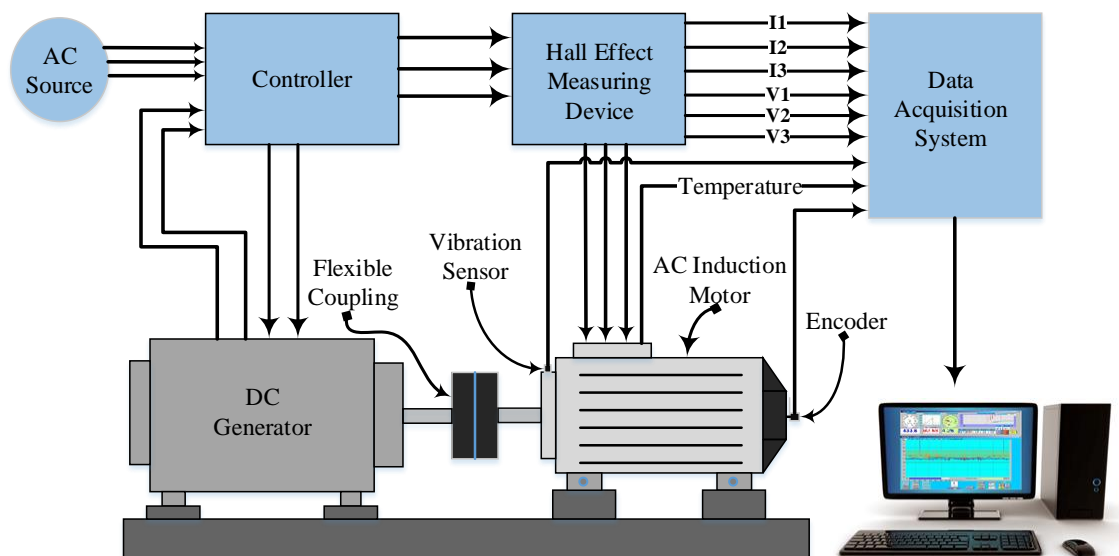 AC
Source
Controller
Hall Effect
Measuring
Device
I1
I2
I3
V1
V2
V3
Data
Acquisition
System
Temperature
Vibration
Sensor
Flexible
Coupling
AC Induction
Motor
Encoder
DC
Generator